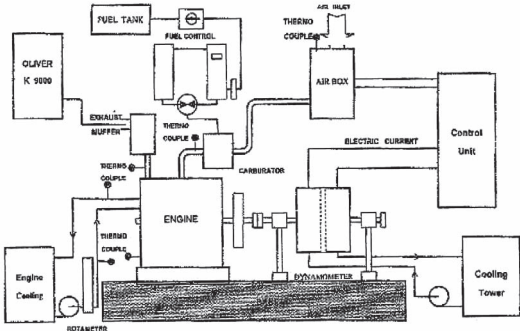 FUEL TANK
FUEL CONTROL
AIR INLET
THERMO
COUPLE
OLIVER
K 9000
AIR BOX
EXHAUST
MUFFER
THERMO
COUPLE
CARBURATOR
ELECTRIC CURRENT
Control
Unit
THERMO
COUPLE
ENGINE
THERMO
COUPLE
Engine
Cooling
DYNAMOMETER
Cooling
Tower
ROTAMETER